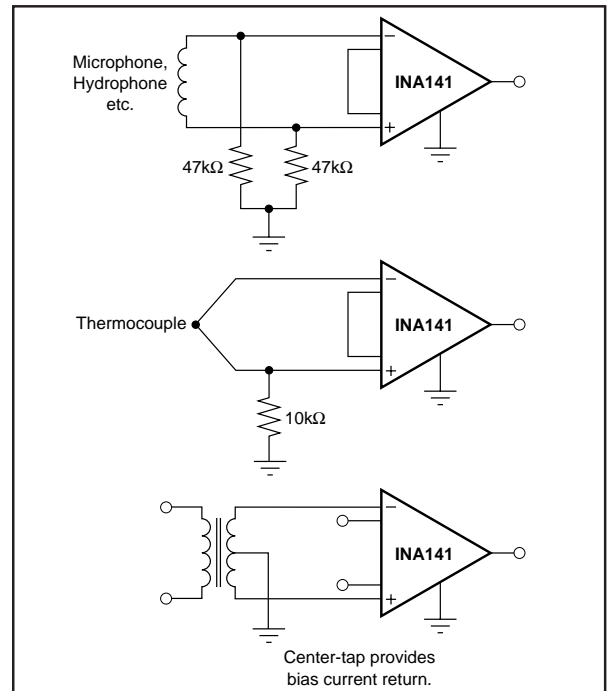 Microphone,
Hydrophone
etc.
−
INA141
+
47kΩ
47kΩ
Thermocouple
−
INA141
+
10kΩ
−
INA141
+
Center-tap provides
bias current return.